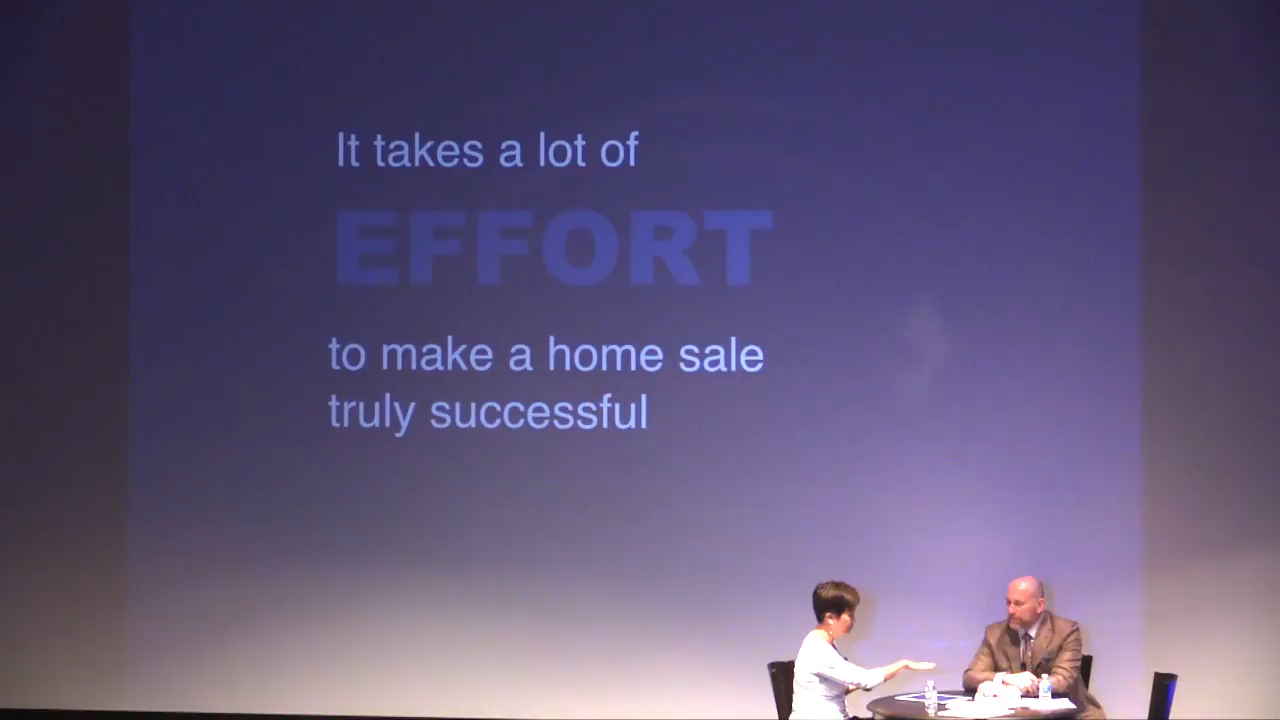 It takes a lot of
EFFORT
to make a home sale
truly successful